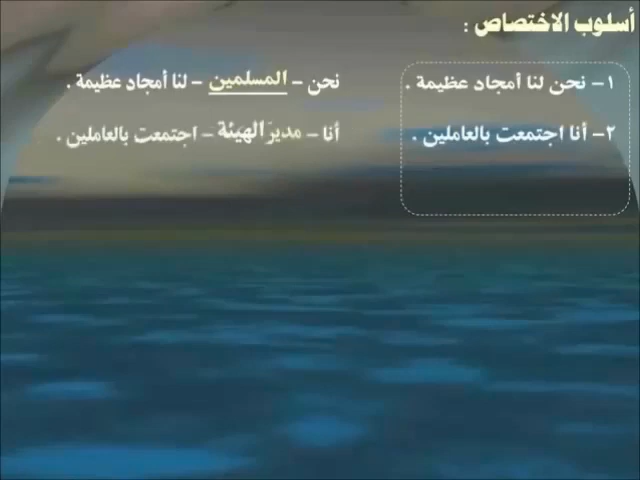 أسلوب الاختصاص :
١- نحن لنا أمجاد عظيمة .
نحن - المسلمين - لنا أمجاد عظيمة .
٢- أنا اجتمعت بالعاملين .
أنا - مديرَ الهيئة - اجتمعت بالعاملين .